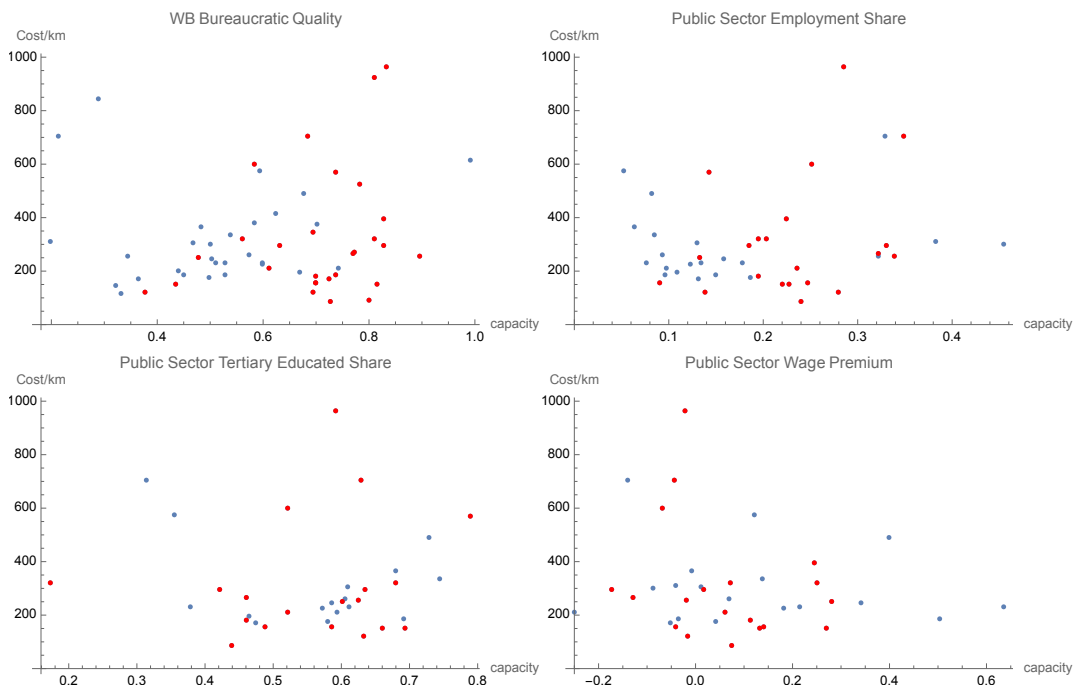 WB Bureaucratic Quality
Cost/km
1000
800
600
400
200
0.4 0.6 0.8 1.0
capacity
Public Sector Employment Share
Cost/km
1000
800
600
400
200
0.1 0.2 0.3 0.4
capacity
Public Sector Tertiary Educated Share
Cost/km
1000
800
600
400
200
0.2 0.3 0.4 0.5 0.6 0.7 0.8
capacity
Public Sector Wage Premium
Cost/km
1000
800
600
400
200
-0.2 0.0 0.2 0.4 0.6
capacity